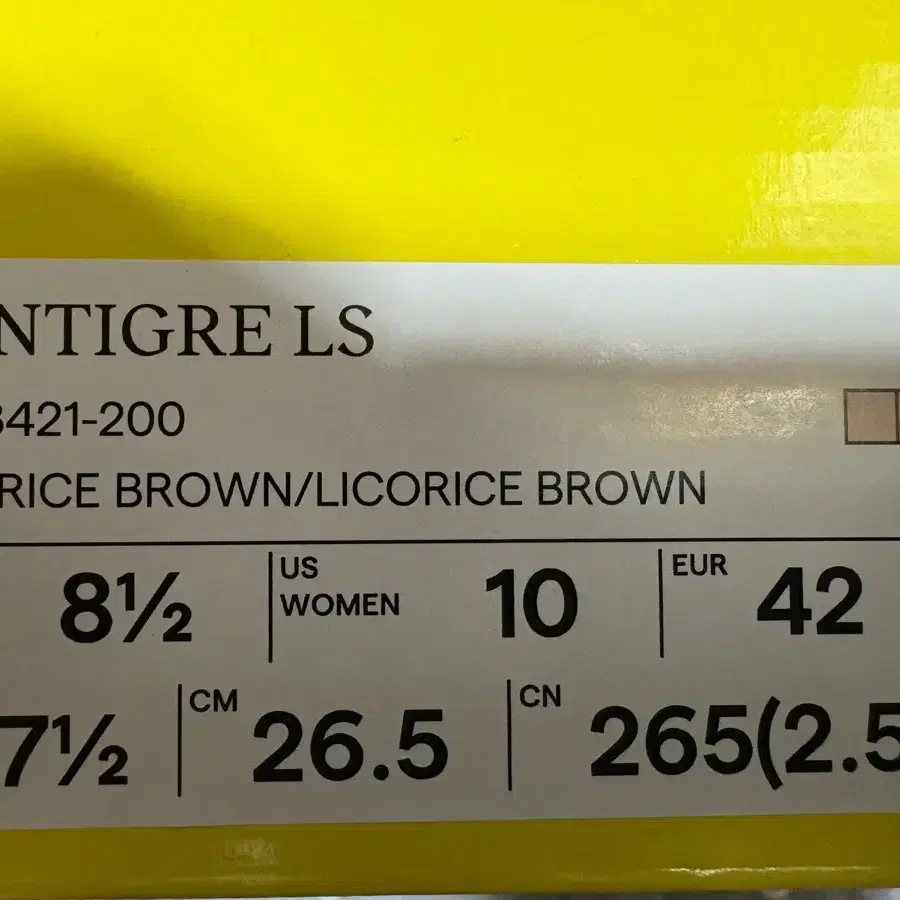 NTIGRE LS
3421-200
RICE BROWN/LICORICE BROWN
8½
US WOMEN 10
EUR 42
7½
CM 26.5
CN 265(2.5